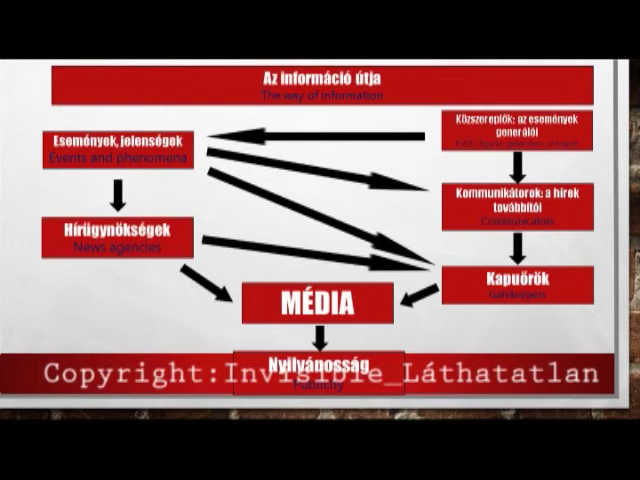 Az információ útja
The way of information
Közszereplők: az események
generálói
Események, jelenségek
Events and phenomena
Kommunikátorok: a hírek
továbbítói
Communicators
Hírügynökségek
News agencies
Kapuőrök
Gatekeepers
MÉDIA
Nyilvánosság
Publicity
Copyright:Invisible_Láthatatlan